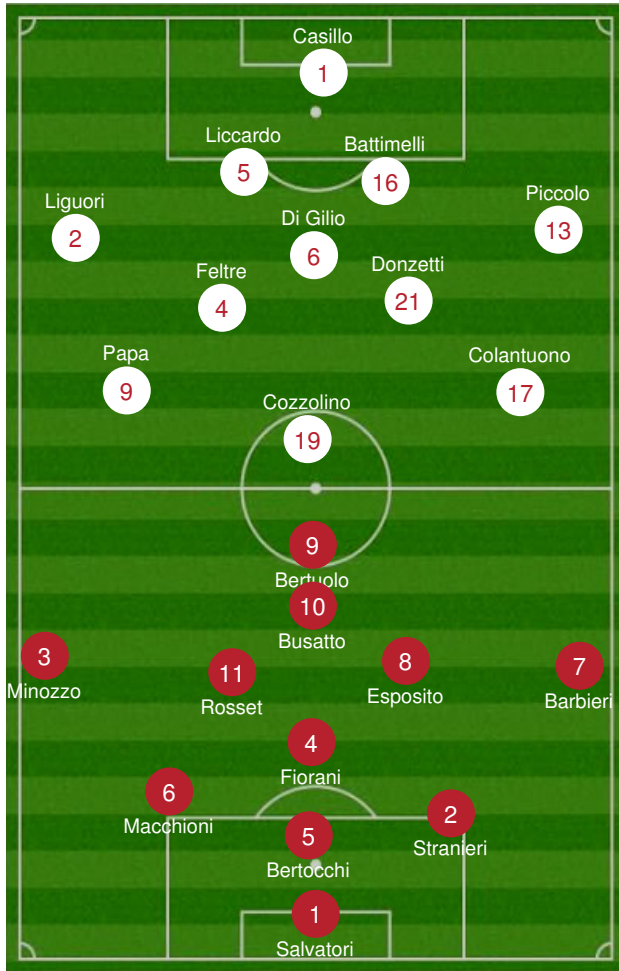 Casillo
1
Liccardo
5
Battimelli
16
Liguori
2
Piccolo
13
Di Gilio
6
Feltre
4
Donzetti
21
Papa
9
Colantuono
17
Cozzolino
19
9
Bertuolo
10
Busatto
3
Minozzo
11
Rosset
8
Esposito
7
Barbieri
4
Fiorani
6
Macchioni
2
Stranieri
5
Bertocchi
1
Salvatori